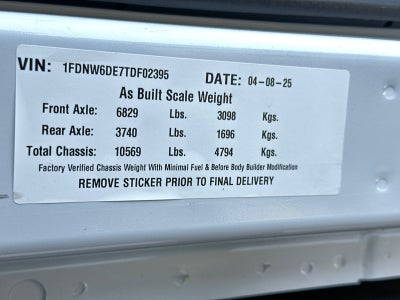 VIN: 1FDNW6DE7TDF02395 DATE: 04-08-25
As Built Scale Weight
Front Axle: 6829 Lbs. 3098 Kgs.
Rear Axle: 3740 Lbs. 1696 Kgs.
Total Chassis: 10569 Lbs. 4794 Kgs.
Factory Verified Chassis Weight With Minimal Fuel & Before Body Builder Modification
REMOVE STICKER PRIOR TO FINAL DELIVERY